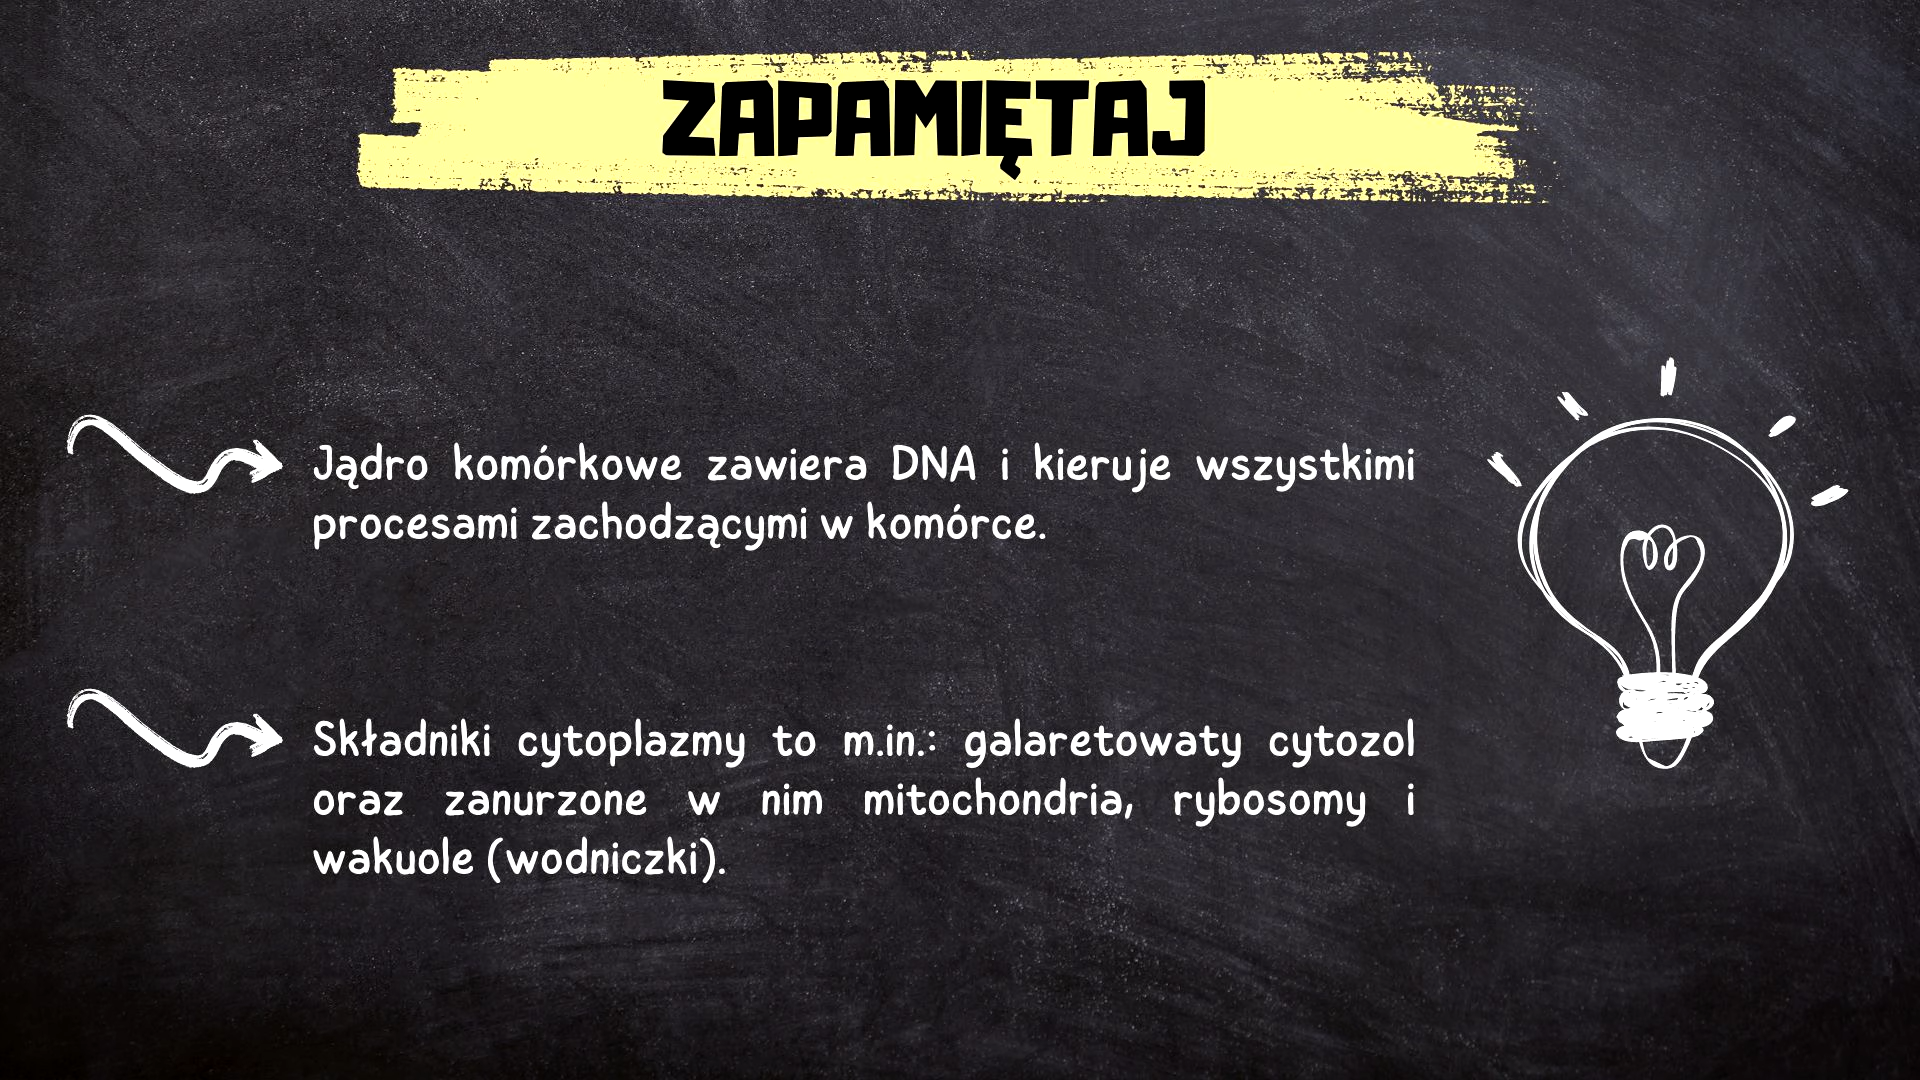 ZAPAMIĘTAJ
Jądro komórkowe zawiera DNA i kieruje wszystkimi
procesami zachodzącymi w komórce.
Składniki cytoplazmy to m.in.: galaretowaty cytozol
oraz zanurzone w nim mitochondria, rybosomy i
wakuole (wodniczki).